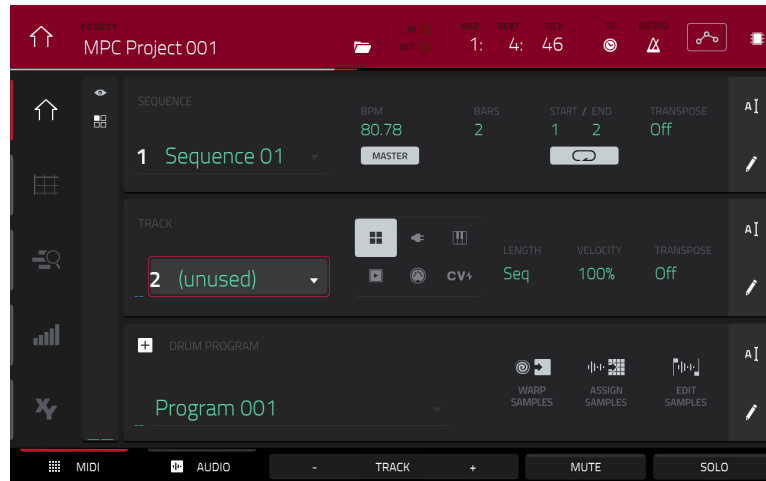 PROJECT
MPC Project 001
IN
OUT
BAR BEAT TICK
1: 4: 46
TC
METRO
SEQUENCE
1 Sequence 01
BPM
80.78
MASTER
BARS
2
START / END
1 2
TRANSPOSE
Off
TRACK
2 (unused)
CV
LENGTH
Seq
VELOCITY
100%
TRANSPOSE
Off
DRUM PROGRAM
Program 001
WARP
SAMPLES
ASSIGN
SAMPLES
EDIT
SAMPLES
A
A
A
XY
MIDI
AUDIO
- TRACK +
MUTE
SOLO